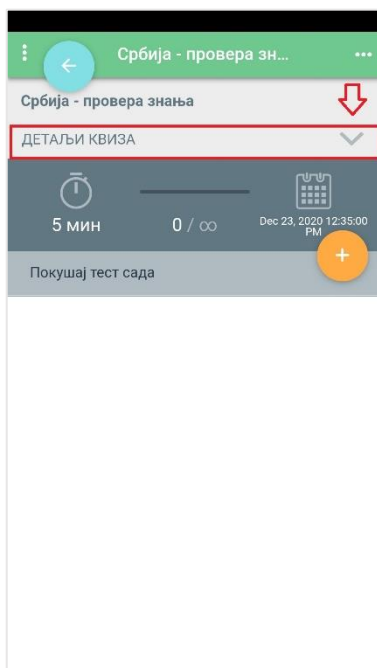 Србија - провера зн...
Србија - провера знања
ДЕТАЉИ КВИЗА
5 мин
0 / ∞
Dec 23, 2020 12:35:00
PM
Покушај тест сада